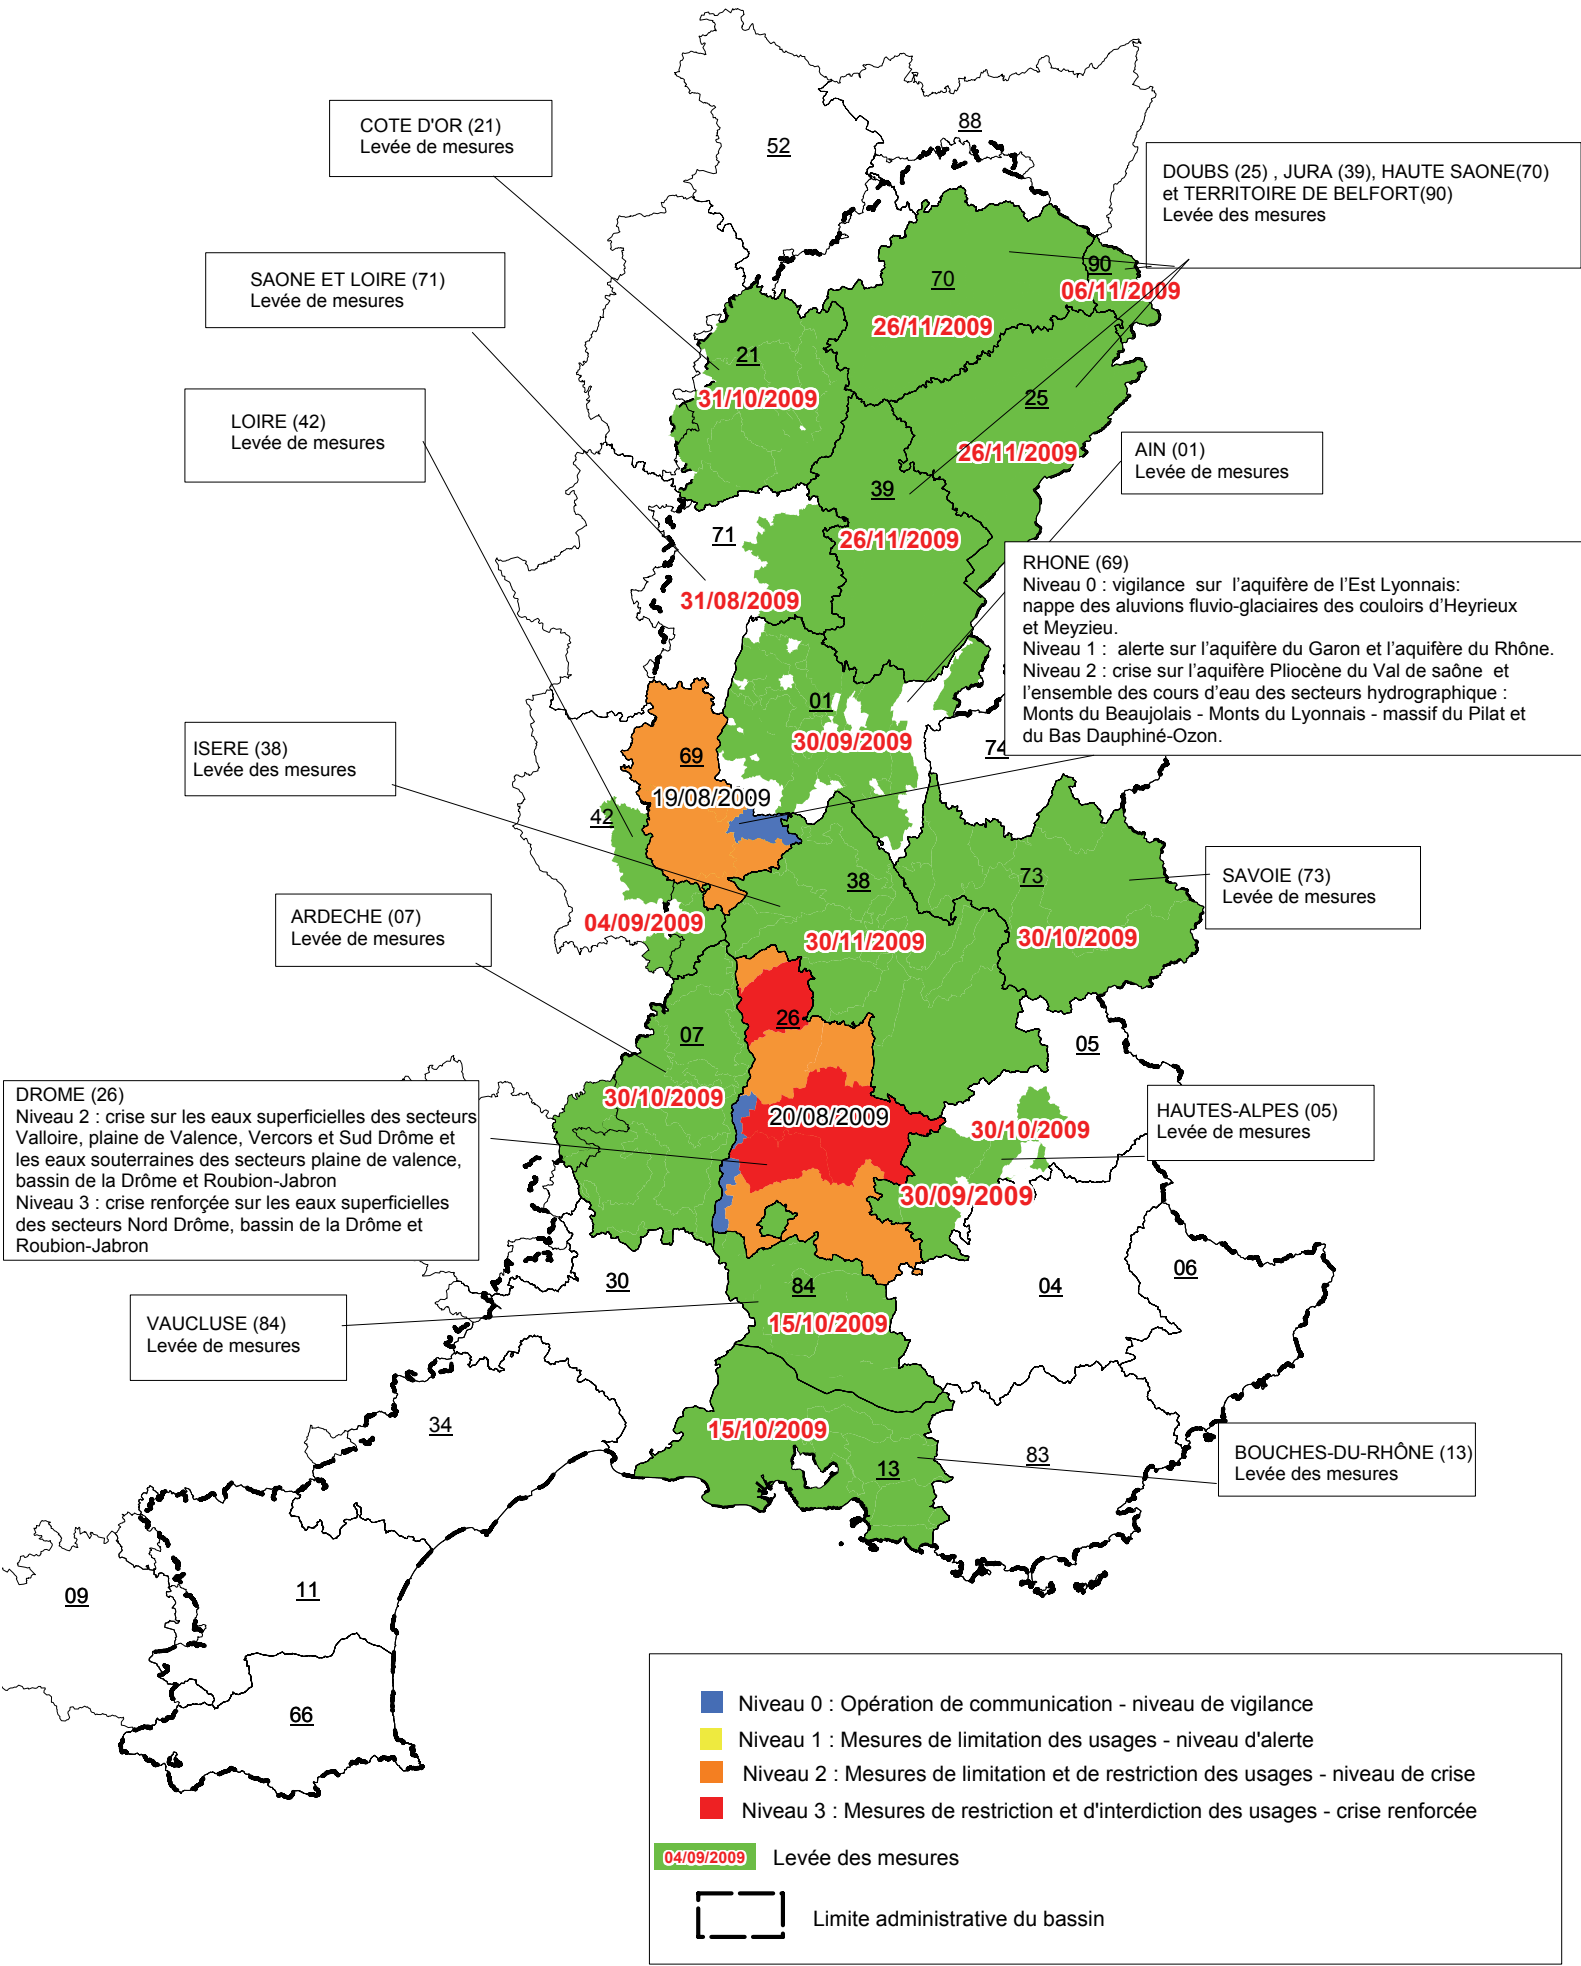 88
52
COTE D'OR (21)
Levée de mesures
DOUBS (25) , JURA (39), HAUTE SAONE(70)
et TERRITOIRE DE BELFORT(90)
Levée des mesures
SAONE ET LOIRE (71)
Levée de mesures
90
06/11/2009
70
26/11/2009
21
31/10/2009
25
26/11/2009
LOIRE (42)
Levée de mesures
AIN (01)
Levée de mesures
39
26/11/2009
71
31/08/2009
RHONE (69)
Niveau 0 : vigilance sur l'aquifère de l'Est Lyonnais:
nappe des aluvions fluvio-glaciaires des couloirs d'Heyrieux
et Meyzieu.
Niveau 1 : alerte sur l'aquifère du Garon et l'aquifère du Rhône.
Niveau 2 : crise sur l'aquifère Pliocène du Val de saône et
l'ensemble des cours d'eau des secteurs hydrographique :
Monts du Beaujolais - Monts du Lyonnais - massif du Pilat et
du Bas Dauphiné-Ozon.
01
30/09/2009
74
69
19/08/2009
ISERE (38)
Levée des mesures
42
04/09/2009
38
30/11/2009
73
30/10/2009
SAVOIE (73)
Levée de mesures
ARDECHE (07)
Levée de mesures
26
07
30/10/2009
05
20/08/2009
30/10/2009
30/09/2009
HAUTES-ALPES (05)
Levée de mesures
DROME (26)
Niveau 2 : crise sur les eaux superficielles des secteurs
Valloire, plaine de Valence, Vercors et Sud Drôme et
les eaux souterraines des secteurs plaine de valence,
bassin de la Drôme et Roubion-Jabron
Niveau 3 : crise renforçée sur les eaux superficielles
des secteurs Nord Drôme, bassin de la Drôme et
Roubion-Jabron
30
84
15/10/2009
04
06
VAUCLUSE (84)
Levée de mesures
34
15/10/2009
13
83
BOUCHES-DU-RHÔNE (13)
Levée des mesures
09
11
66
Niveau 0 : Opération de communication - niveau de vigilance
Niveau 1 : Mesures de limitation des usages - niveau d'alerte
Niveau 2 : Mesures de limitation et de restriction des usages - niveau de crise
Niveau 3 : Mesures de restriction et d'interdiction des usages - crise renforcée
04/09/2009 Levée des mesures
Limite administrative du bassin